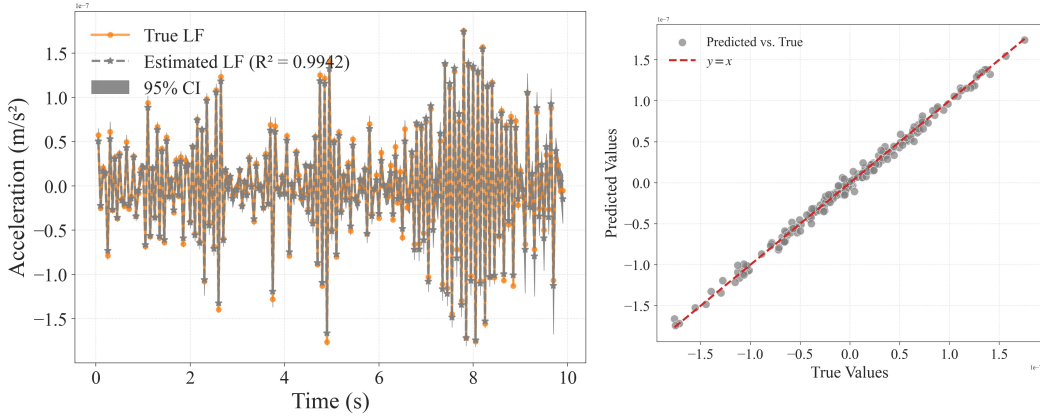 1e−7
True LF
Estimated LF (R² = 0.9942)
95% CI
1.5
1.0
0.5
0.0
−0.5
−1.0
−1.5
Acceleration (m/s²)
0 2 4 6 8 10
Time (s)
1e−7
Predicted vs. True
y = x
1.5
1.0
0.5
0.0
−0.5
−1.0
−1.5
Predicted Values
−1.5 −1.0 −0.5 0.0 0.5 1.0 1.5
True Values